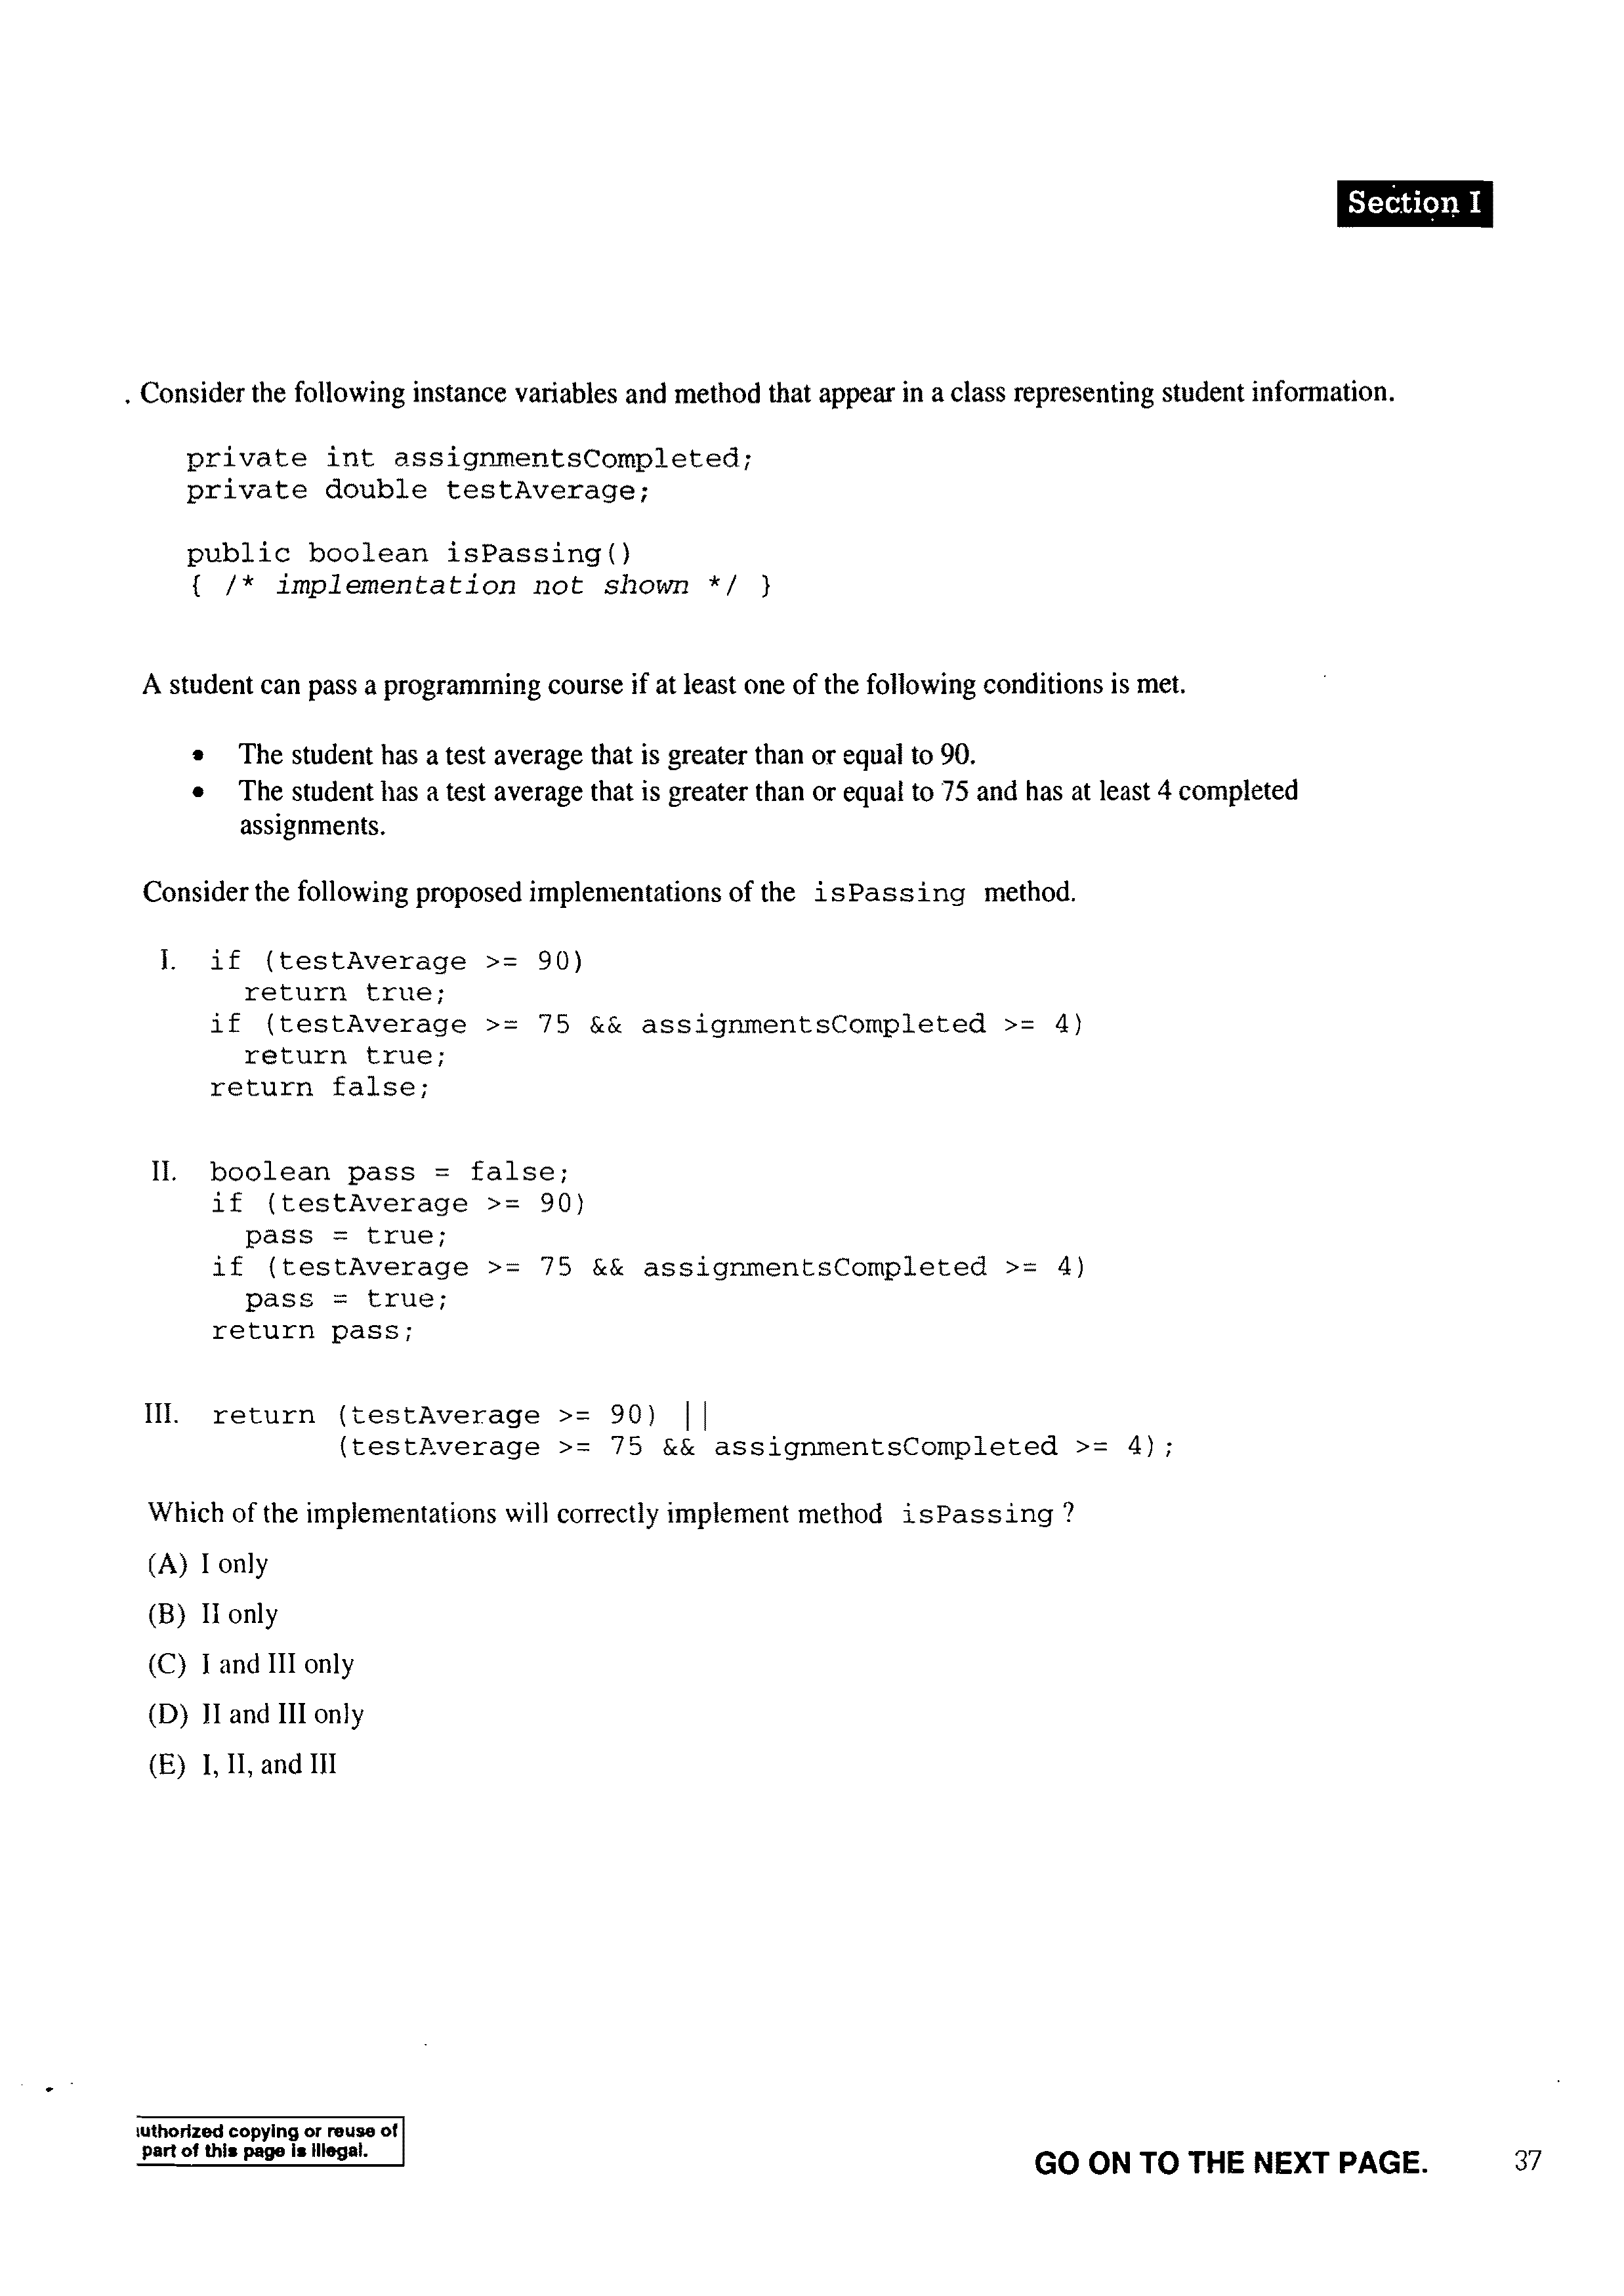 Section I
. Consider the following instance variables and method that appear in a class representing student information.
private int assignmentsCompleted;
private double testAverage;
public boolean isPassing()
{ /* implementation not shown */ }
A student can pass a programming course if at least one of the following conditions is met.
• The student has a test average that is greater than or equal to 90.
• The student has a test average that is greater than or equal to 75 and has at least 4 completed
assignments.
Consider the following proposed implementations of the isPassing method.
I. if (testAverage >= 90)
return true;
if (testAverage >= 75 && assignmentsCompleted >= 4)
return true;
return false;
II. boolean pass = false;
if (testAverage >= 90)
pass = true;
if (testAverage >= 75 && assignmentsCompleted >= 4)
pass = true;
return pass;
III. return (testAverage >= 90) ||
(testAverage >= 75 && assignmentsCompleted >= 4);
Which of the implementations will correctly implement method isPassing ?
(A) I only
(B) II only
(C) I and III only
(D) II and III only
(E) I, II, and III
uthorized copying or reuse of
part of this page is illegal.
GO ON TO THE NEXT PAGE. 37